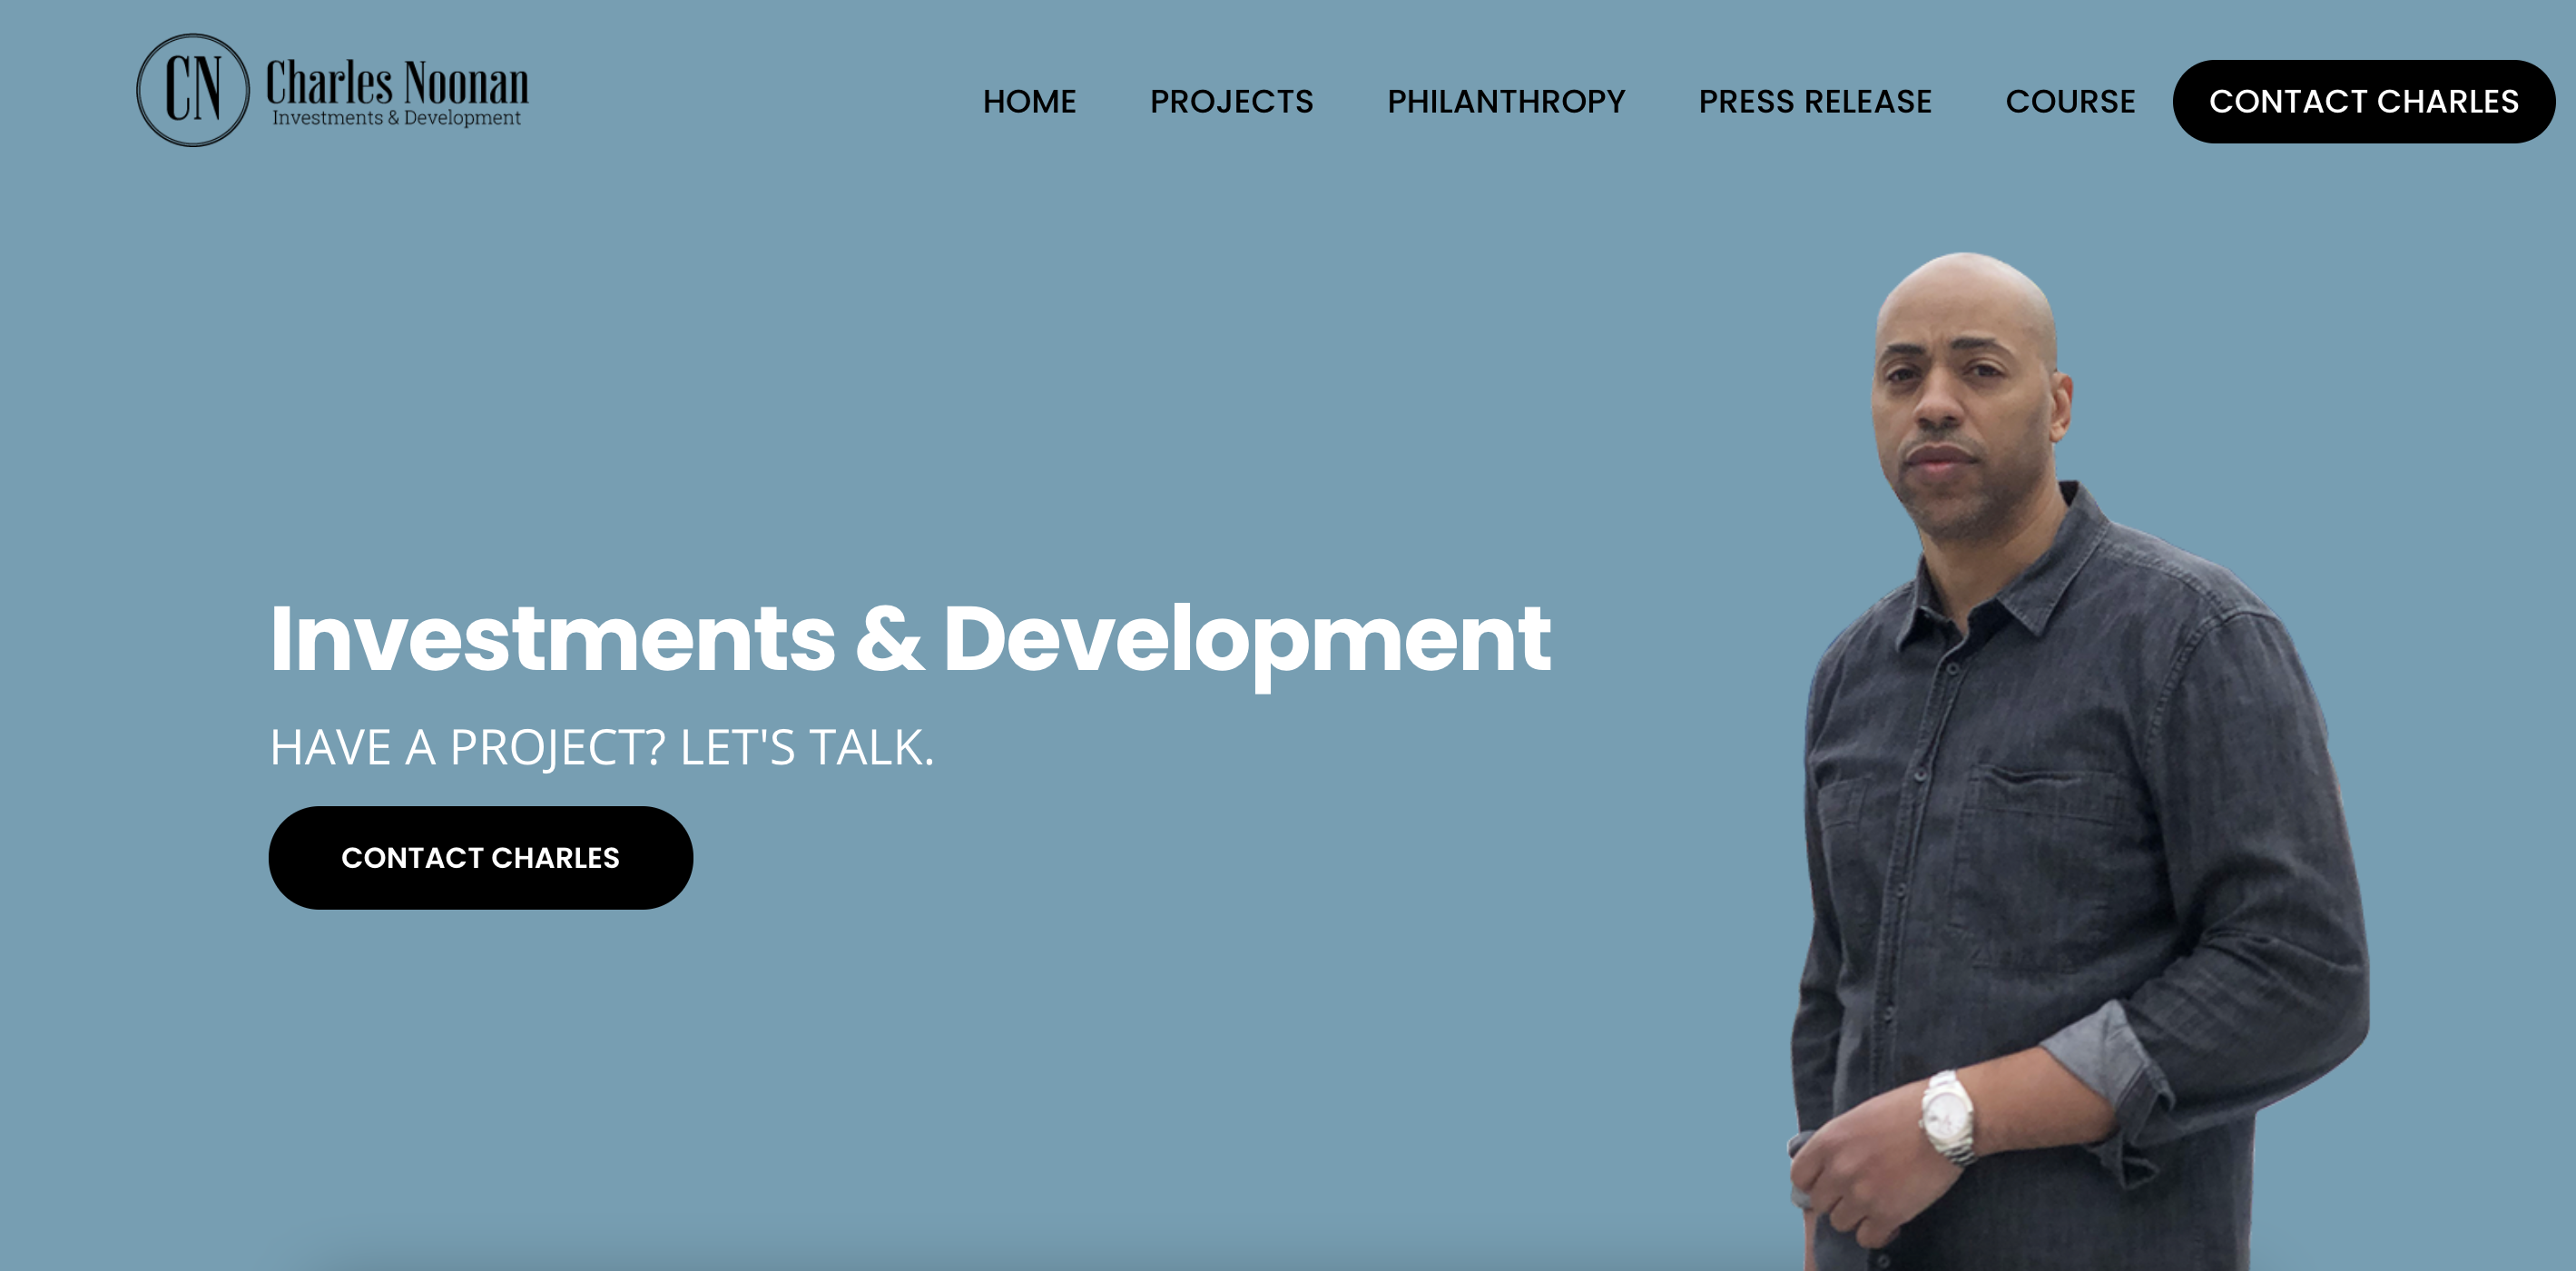 CN
Charles Noonan
Investments & Development
HOME PROJECTS PHILANTHROPY PRESS RELEASE COURSE CONTACT CHARLES
Investments & Development
HAVE A PROJECT? LET'S TALK.
CONTACT CHARLES